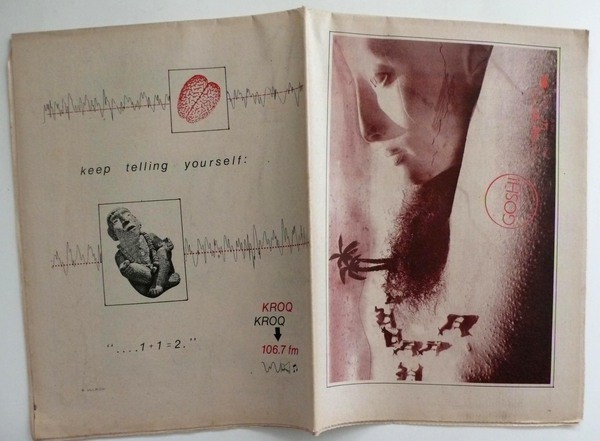 keep telling yourself:
"....1+1=2."
KROQ
KROQ
106.7 fm
GOSH!